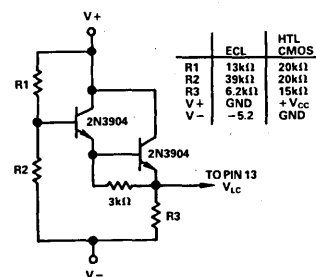 V+
R1
2N3904
2N3904
R2
3kΩ
R3
TO PIN 13
VLC
V−
ECL HTL CMOS
R1 13kΩ 20kΩ
R2 39kΩ 20kΩ
R3 6.2kΩ 15kΩ
V+ GND +VCC
V− −5.2 GND